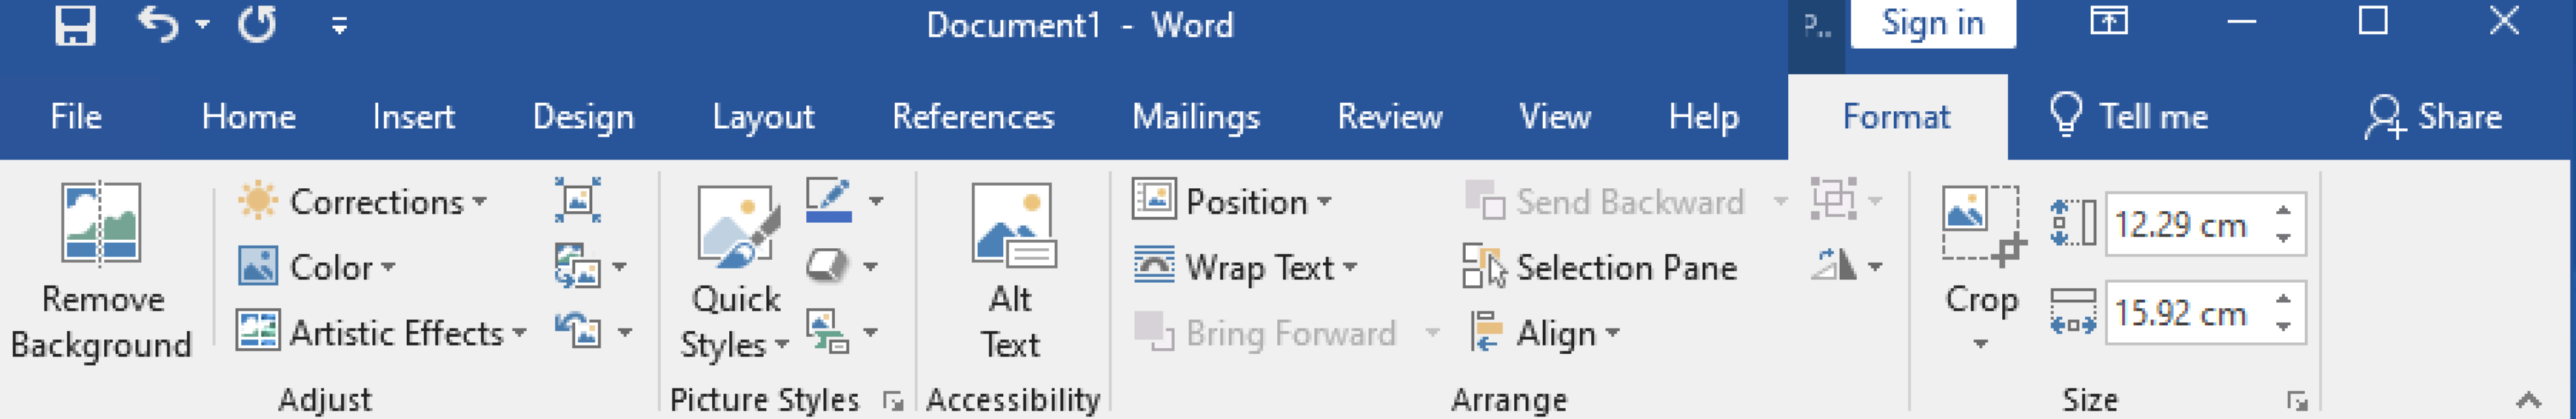 Document1 - Word
P..
Sign in
File Home Insert Design Layout References Mailings Review View Help Format Tell me Share
Remove
Background
Corrections
Color
Artistic Effects
Adjust
Quick
Styles
Picture Styles
Alt
Text
Accessibility
Position
Wrap Text
Bring Forward
Send Backward
Selection Pane
Align
Arrange
Crop
12.29 cm
15.92 cm
Size